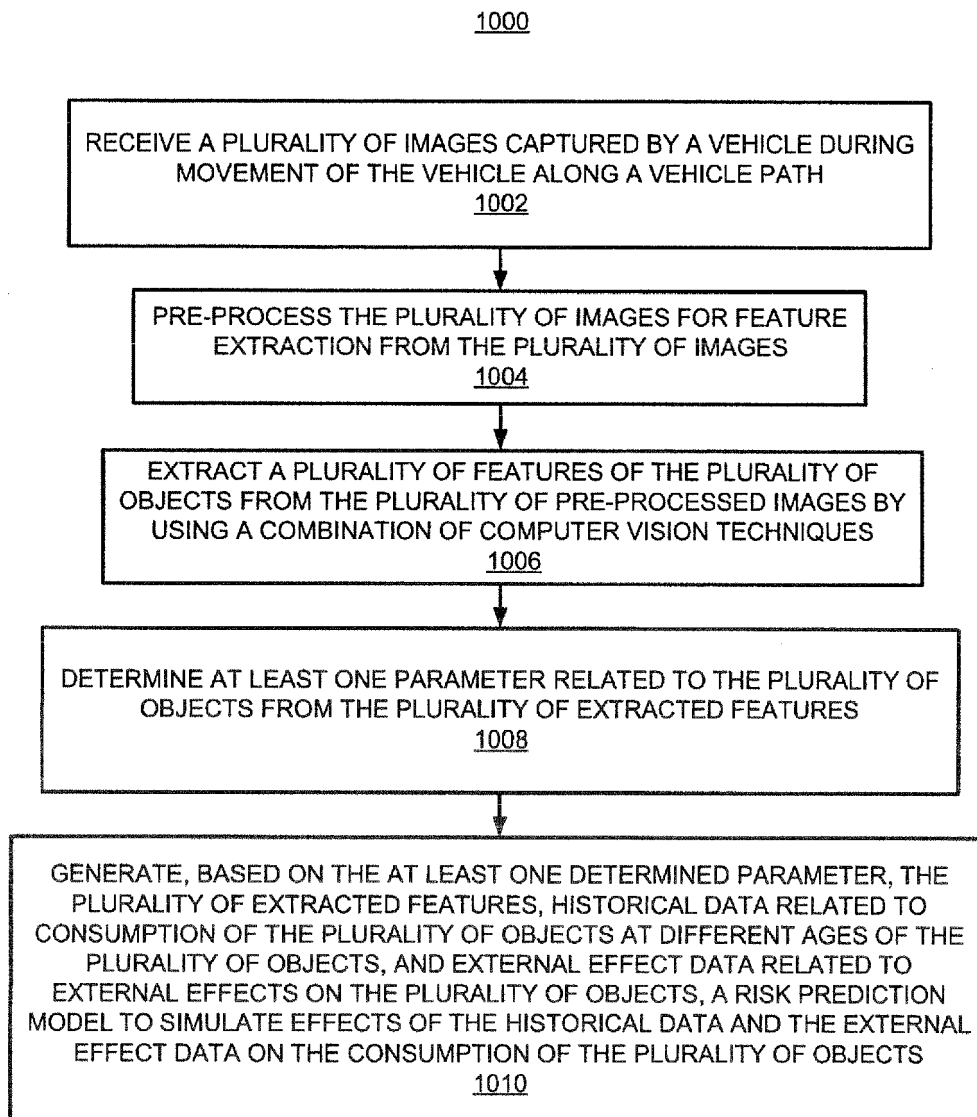 1000
RECEIVE A PLURALITY OF IMAGES CAPTURED BY A VEHICLE DURING
MOVEMENT OF THE VEHICLE ALONG A VEHICLE PATH
1002
PRE-PROCESS THE PLURALITY OF IMAGES FOR FEATURE
EXTRACTION FROM THE PLURALITY OF IMAGES
1004
EXTRACT A PLURALITY OF FEATURES OF THE PLURALITY OF
OBJECTS FROM THE PLURALITY OF PRE-PROCESSED IMAGES BY
USING A COMBINATION OF COMPUTER VISION TECHNIQUES
1006
DETERMINE AT LEAST ONE PARAMETER RELATED TO THE PLURALITY OF
OBJECTS FROM THE PLURALITY OF EXTRACTED FEATURES
1008
GENERATE, BASED ON THE AT LEAST ONE DETERMINED PARAMETER, THE
PLURALITY OF EXTRACTED FEATURES, HISTORICAL DATA RELATED TO
CONSUMPTION OF THE PLURALITY OF OBJECTS AT DIFFERENT AGES OF THE
PLURALITY OF OBJECTS, AND EXTERNAL EFFECT DATA RELATED TO
EXTERNAL EFFECTS ON THE PLURALITY OF OBJECTS, A RISK PREDICTION
MODEL TO SIMULATE EFFECTS OF THE HISTORICAL DATA AND THE EXTERNAL
EFFECT DATA ON THE CONSUMPTION OF THE PLURALITY OF OBJECTS
1010